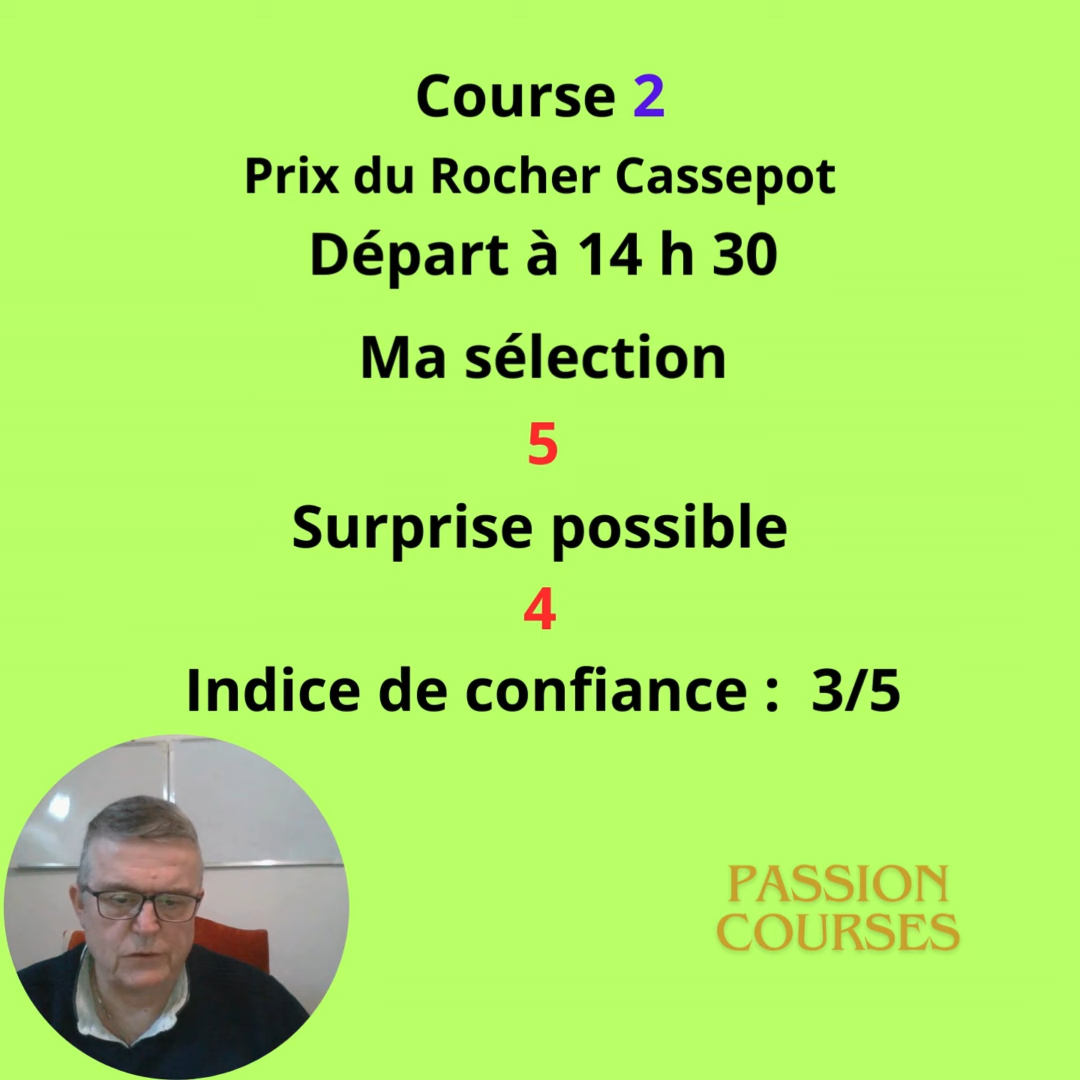 Course 2
Prix du Rocher Cassepot
Départ à 14 h 30
Ma sélection
5
Surprise possible
4
Indice de confiance : 3/5
PASSION
COURSES